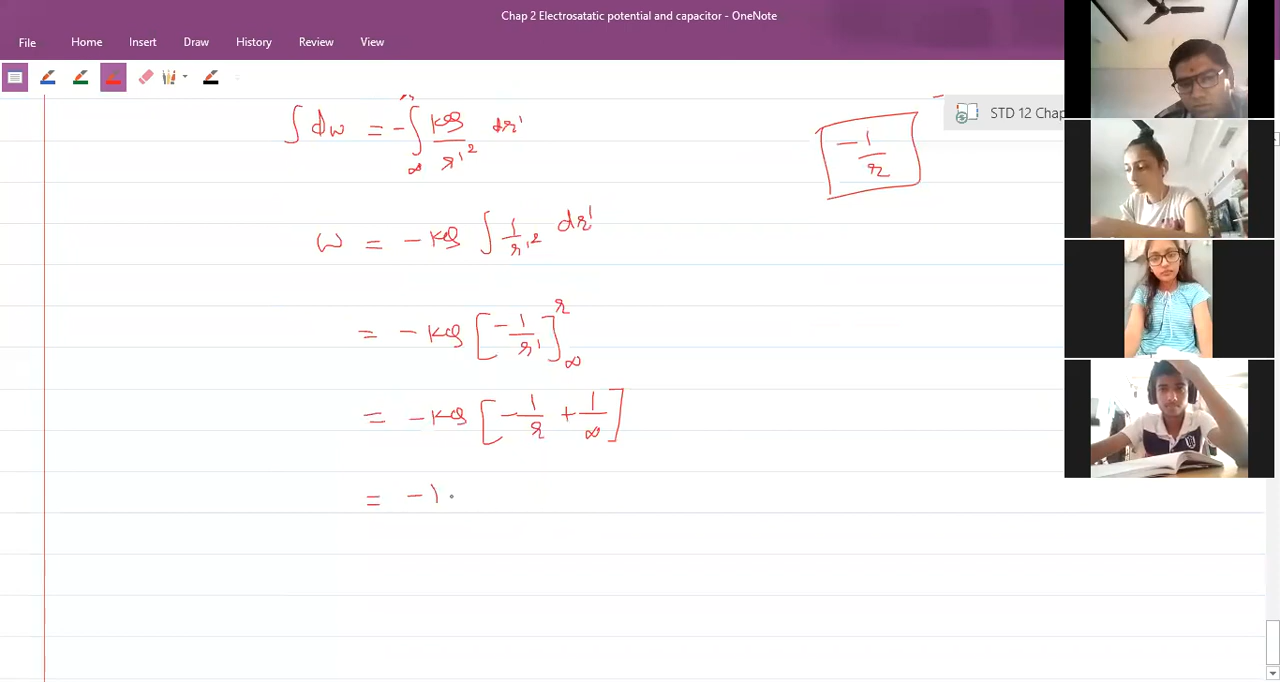 Chap 2 Electrosatatic potential and capacitor - OneNote
File Home Insert Draw History Review View
STD 12 Chap
∫ dw = - ∫_∞ kQ/r'² dr'
-1/r
w = - kQ ∫ 1/r'² dr'
= - kQ [ -1/r' ]_∞^r
= - kQ [ -1/r + 1/∞ ]
= -